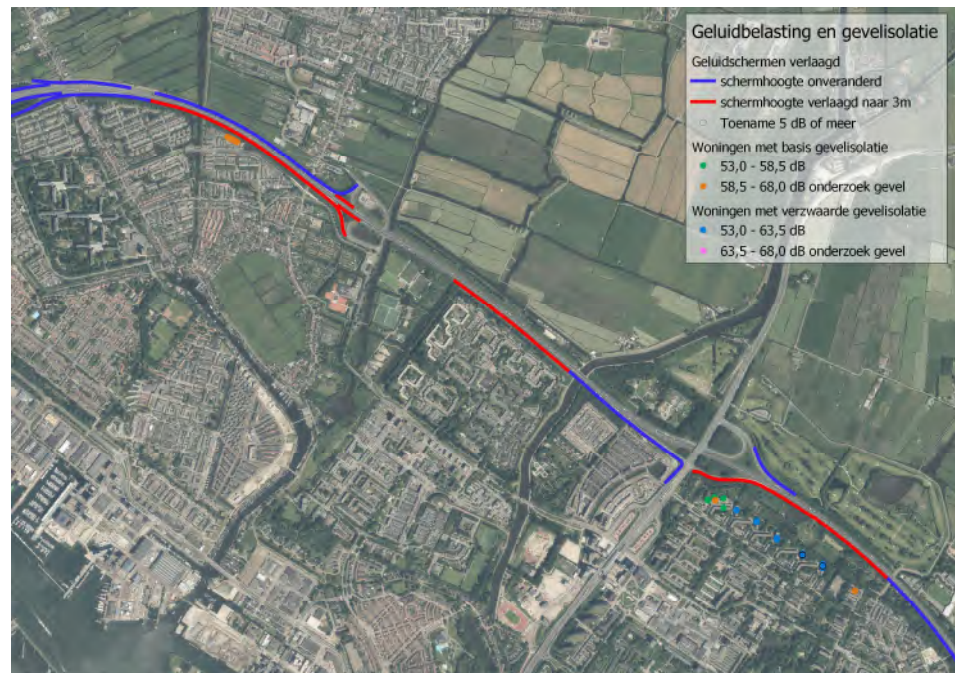 Geluidbelasting en gevelisolatie
Geluidschermen verlaagd
schermhoogte onveranderd
schermhoogte verlaagd naar 3m
Toename 5 dB of meer
Woningen met basis gevelisolatie
53,0 - 58,5 dB
58,5 - 68,0 dB onderzoek gevel
Woningen met verzwaarde gevelisolatie
53,0 - 63,5 dB
63,5 - 68,0 dB onderzoek gevel